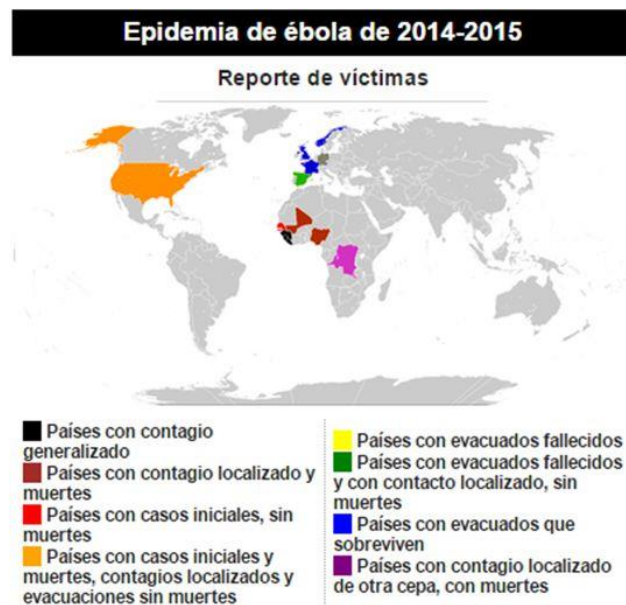 Epidemia de ébola de 2014-2015
Reporte de víctimas
Países con contagio
generalizado
Países con contagio localizado y
muertes
Países con casos iniciales, sin
muertes
Países con casos iniciales y
muertes, contagios localizados y
evacuaciones sin muertes
Países con evacuados fallecidos
Países con evacuados fallecidos
y con contacto localizado, sin
muertes
Países con evacuados que
sobreviven
Países con contagio localizado
de otra cepa, con muertes